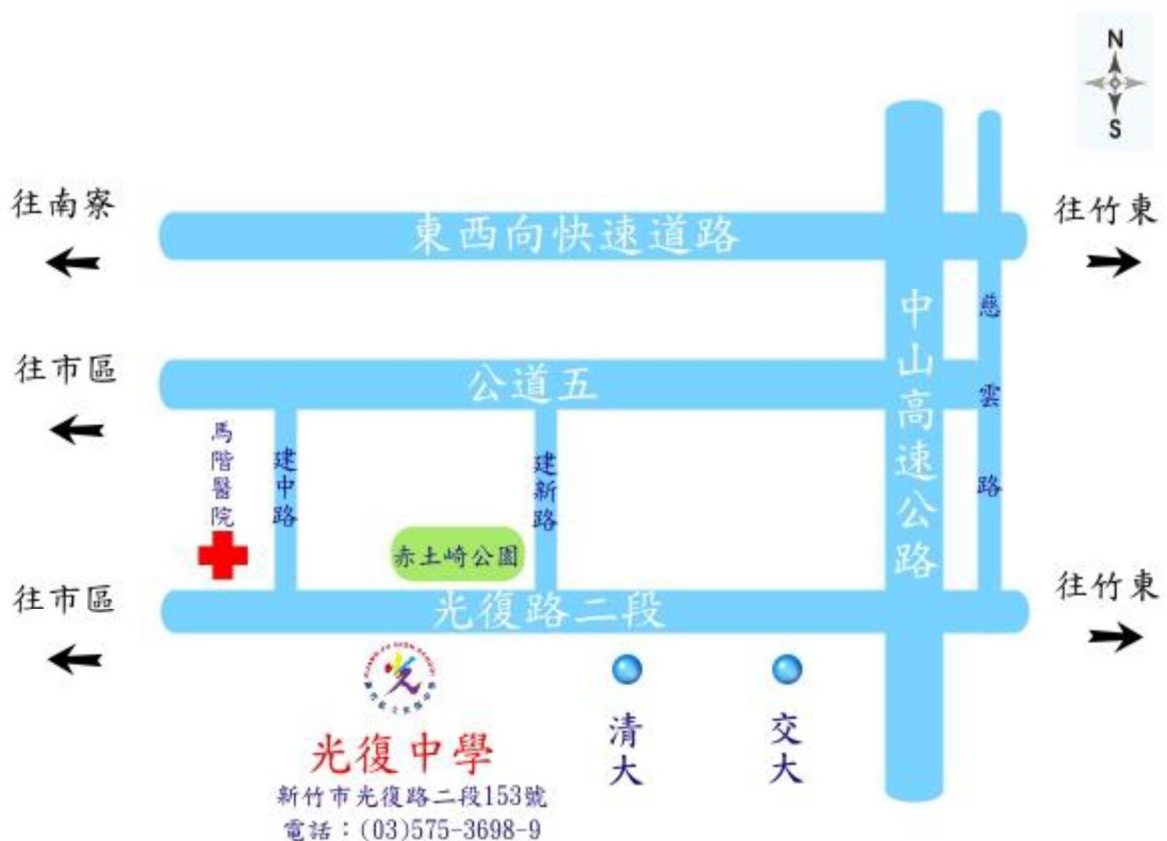 N
S
往南寮
往竹東
東西向快速道路
中山高速公路
慈雲路
往市區
公道五
馬階醫院
建中路
建新路
赤土崎公園
往市區
光復路二段
往竹東
光復中學
清大
交大
新竹市光復路二段153號
電話：(03)575-3698-9